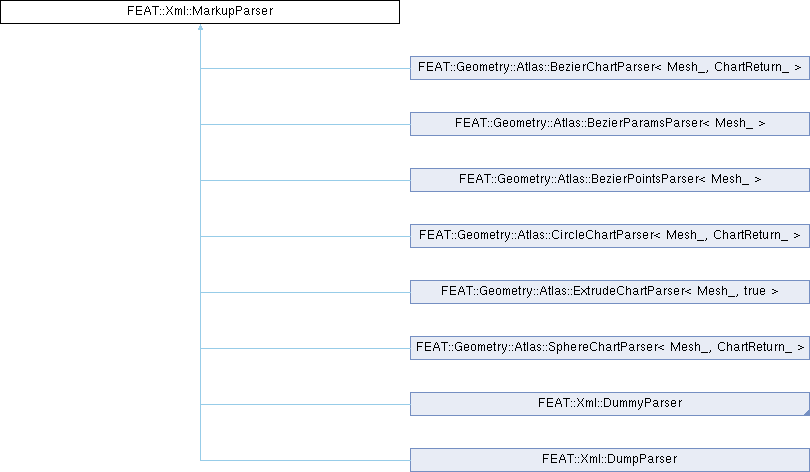 FEAT::Xml::MarkupParser
FEAT::Geometry::Atlas::BezierChartParser< Mesh_, ChartReturn_ >
FEAT::Geometry::Atlas::BezierParamsParser< Mesh_ >
FEAT::Geometry::Atlas::BezierPointsParser< Mesh_ >
FEAT::Geometry::Atlas::CircleChartParser< Mesh_, ChartReturn_ >
FEAT::Geometry::Atlas::ExtrudeChartParser< Mesh_, true >
FEAT::Geometry::Atlas::SphereChartParser< Mesh_, ChartReturn_ >
FEAT::Xml::DummyParser
FEAT::Xml::DumpParser